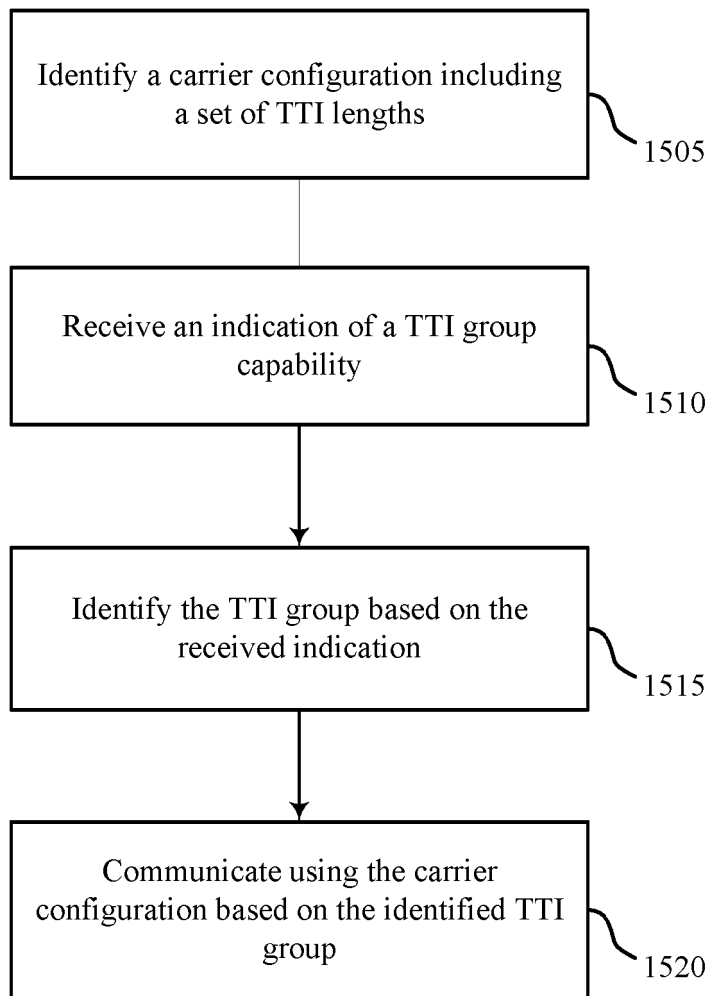 Identify a carrier configuration including
a set of TTI lengths
1505
Receive an indication of a TTI group
capability
1510
Identify the TTI group based on the
received indication
1515
Communicate using the carrier
configuration based on the identified TTI
group
1520